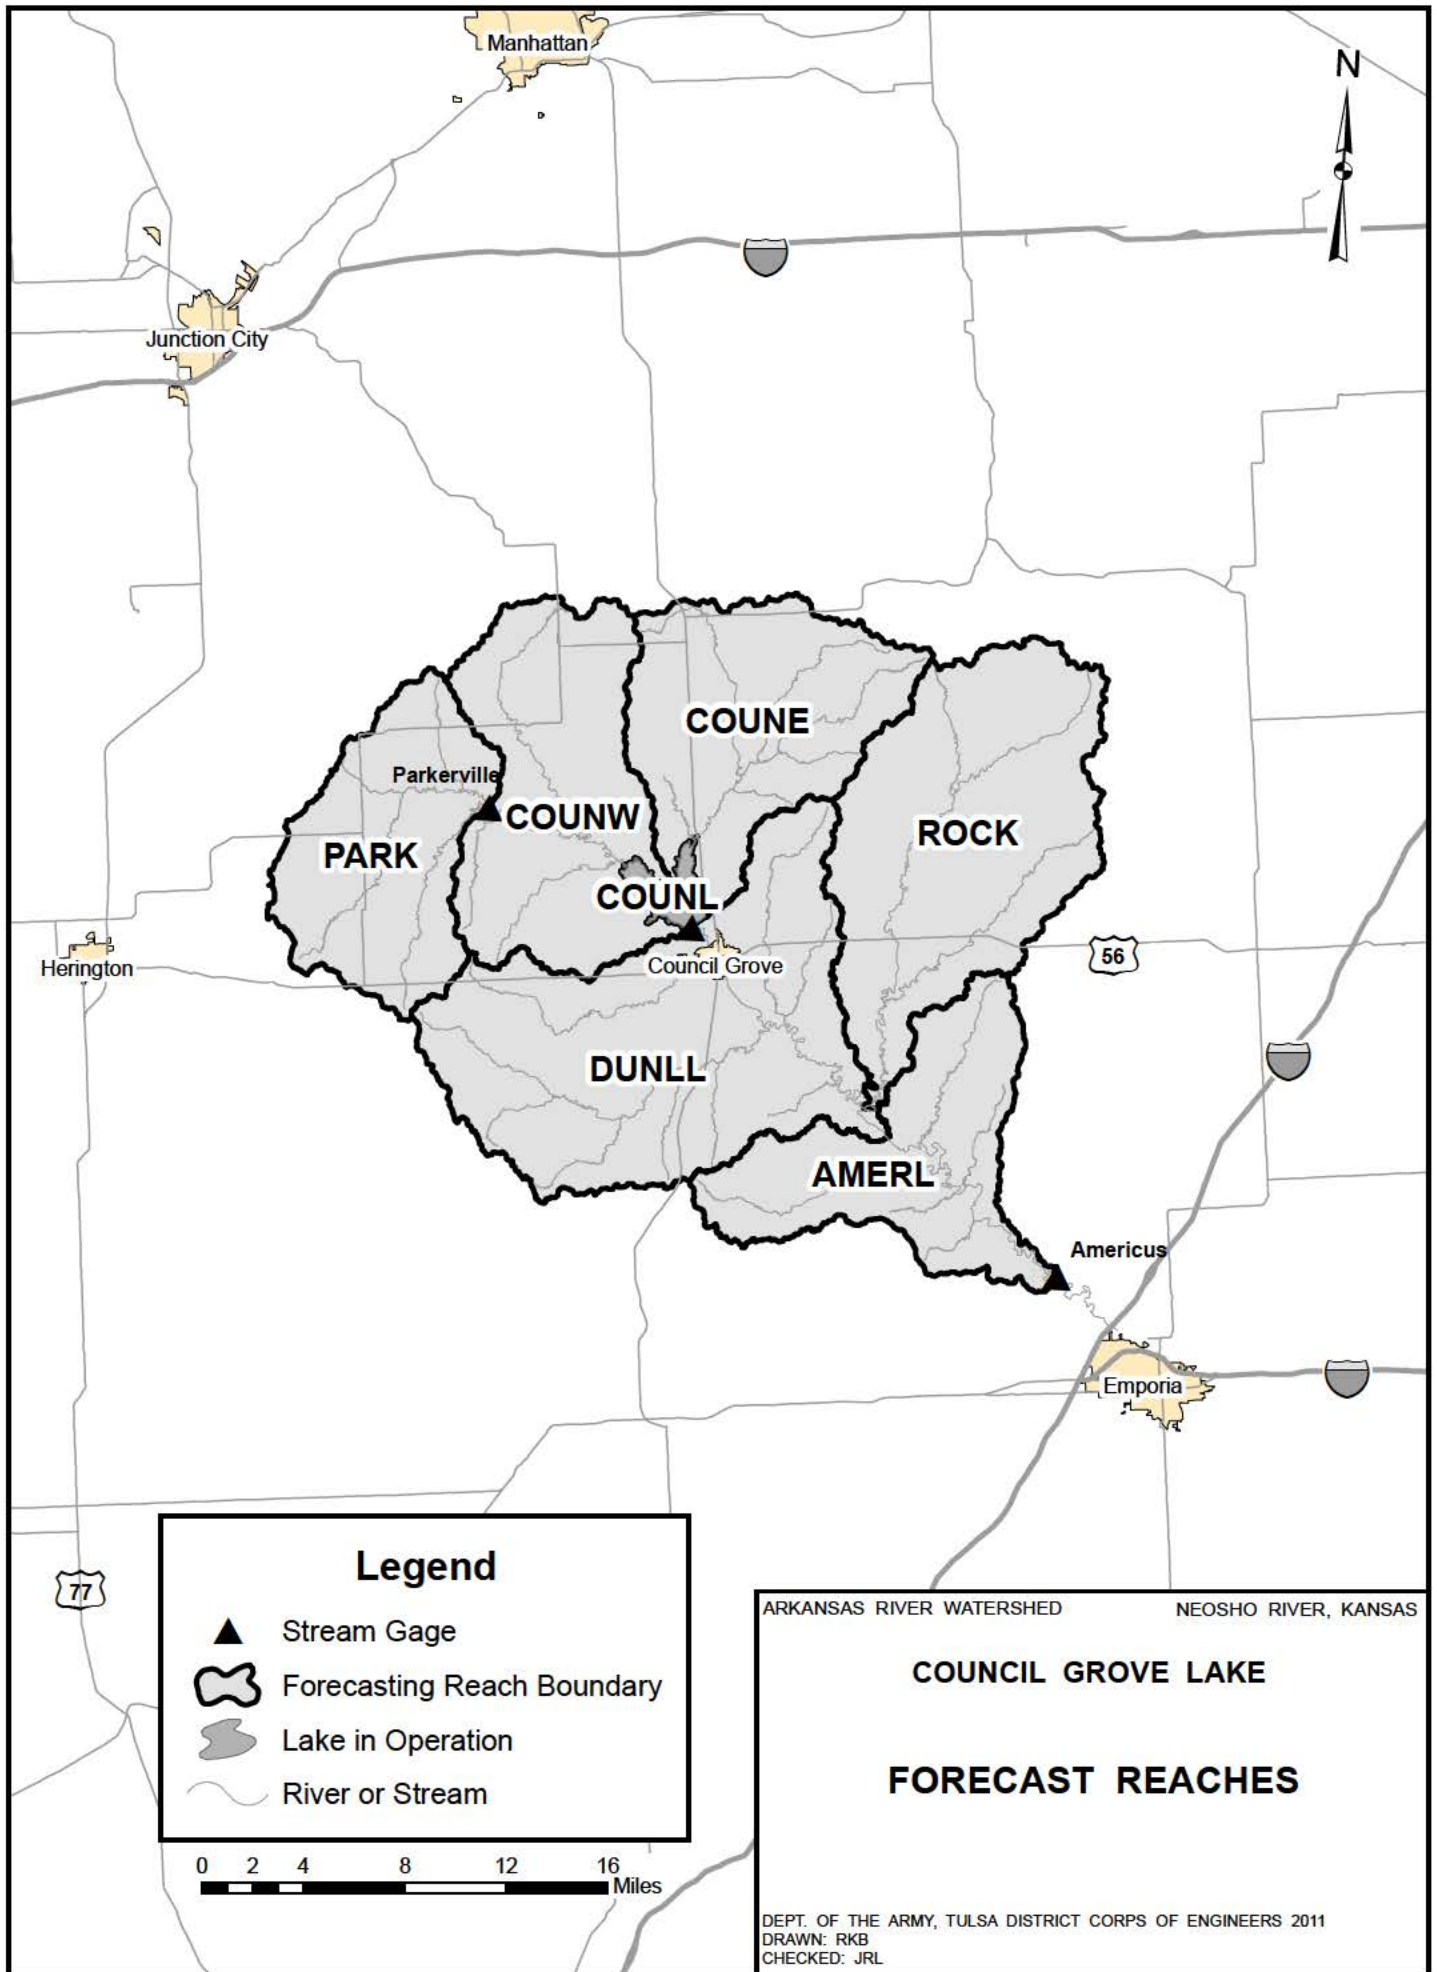 Manhattan
N
Junction City
COUNE
Parkerville
COUNW
ROCK
PARK
COUNL
56
Herington
Council Grove
DUNLL
AMERL
Americus
Emporia
77
Legend
Stream Gage
Forecasting Reach Boundary
Lake in Operation
River or Stream
0 2 4 8 12 16
Miles
ARKANSAS RIVER WATERSHED NEOSHO RIVER, KANSAS
COUNCIL GROVE LAKE
FORECAST REACHES
DEPT. OF THE ARMY, TULSA DISTRICT CORPS OF ENGINEERS 2011
DRAWN: RKB
CHECKED: JRL